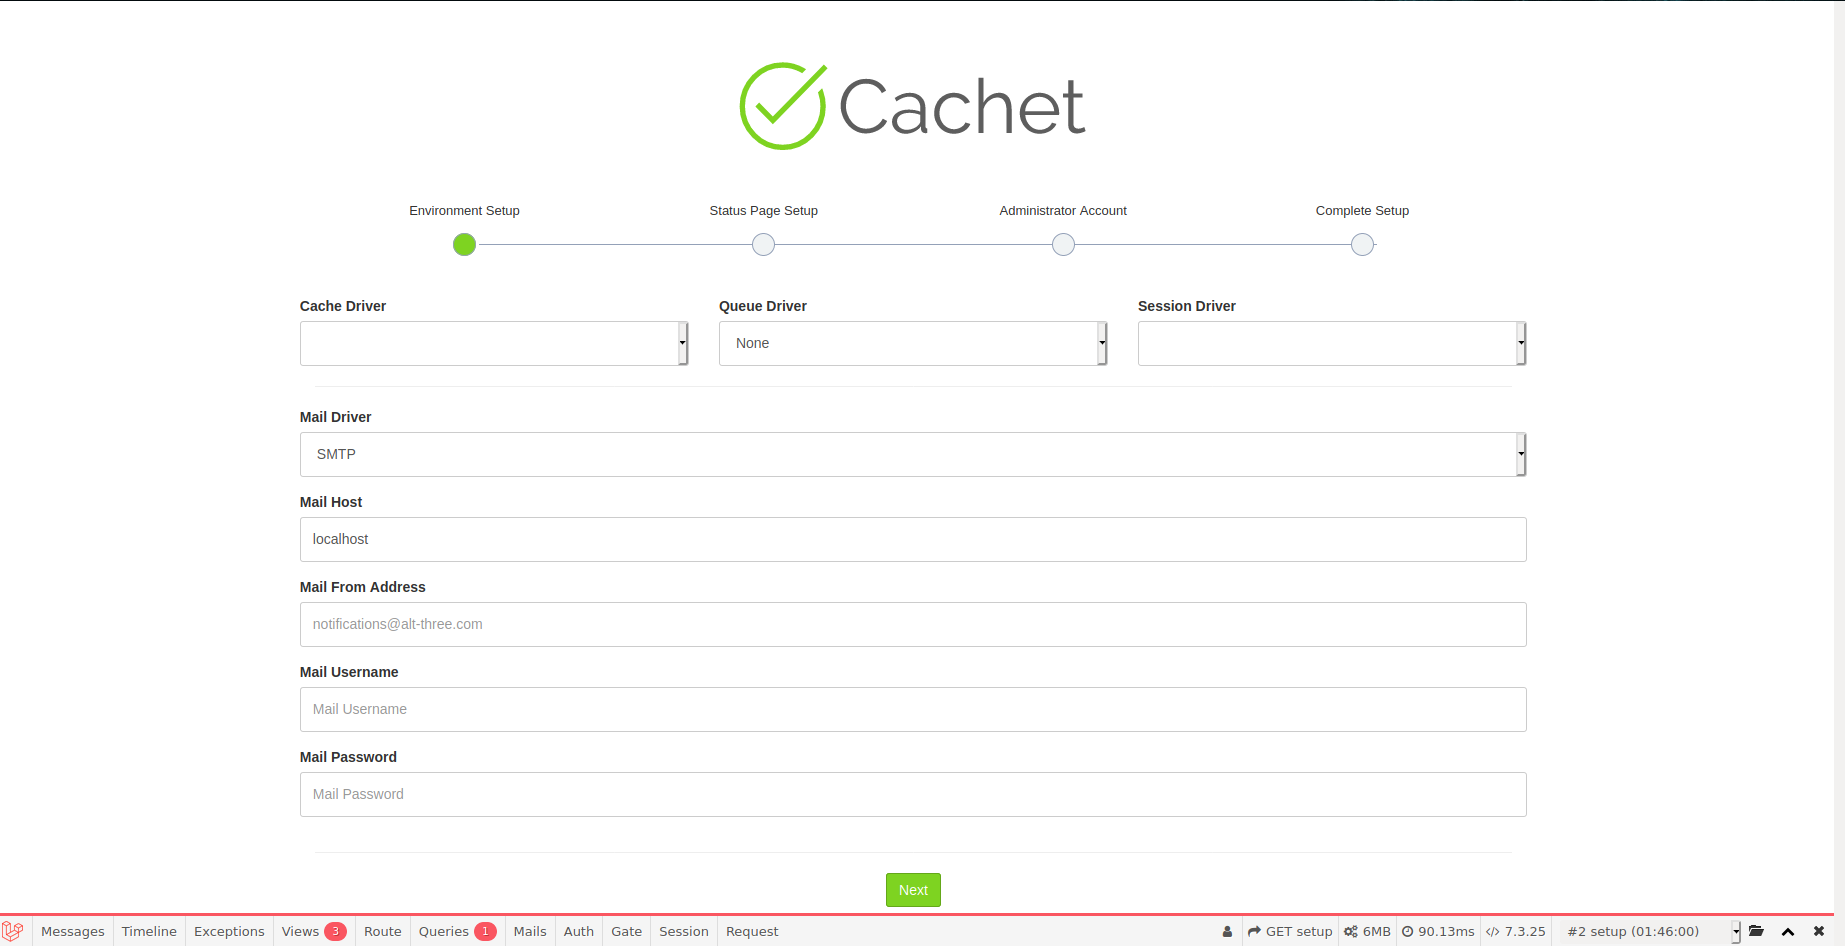 Cachet
Environment Setup Status Page Setup Administrator Account Complete Setup
Cache Driver Queue Driver Session Driver
None
Mail Driver
SMTP
Mail Host
localhost
Mail From Address
notifications@alt-three.com
Mail Username
Mail Username
Mail Password
Mail Password
Next
Messages Timeline Exceptions Views 3 Route Queries 1 Mails Auth Gate Session Request GET setup 6MB 90.13ms 7.3.25 #2 setup (01:46:00)